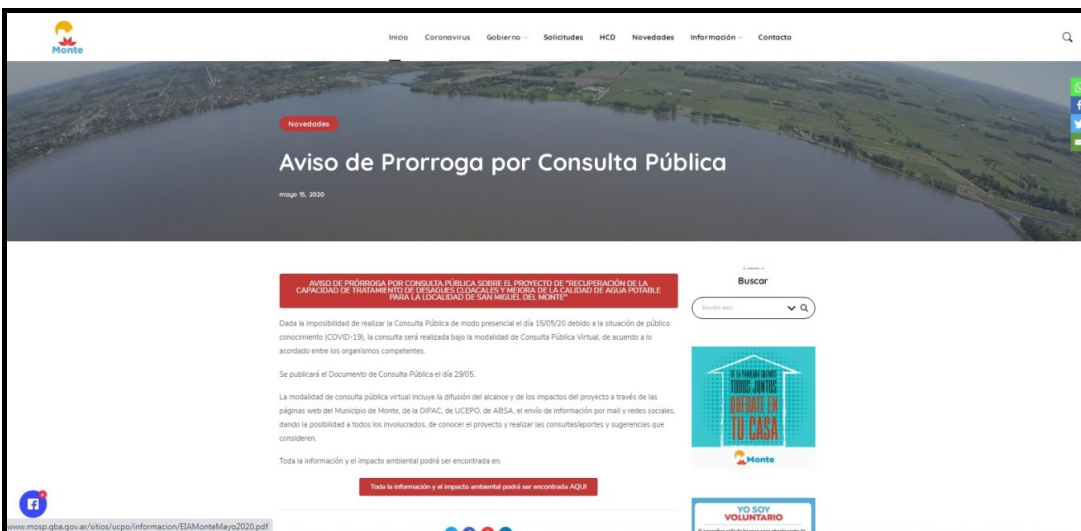 Monte
Inicio Coronavirus Gobierno Solicitudes HCD Novedades Información Contacto
Novedades
Aviso de Prorroga por Consulta Pública
mayo 15, 2020
AVISO DE PRÓRROGA POR CONSULTA PÚBLICA SOBRE EL PROYECTO DE "RECUPERACIÓN DE LA
CAPACIDAD DE TRATAMIENTO DE DESAGUES CLOACALES Y MEJORA DE LA CALIDAD DE AGUA POTABLE
PARA LA LOCALIDAD DE SAN MIGUEL DEL MONTE"
Dada la imposibilidad de realizar la Consulta Pública de modo presencial el día 15/05/20 debido a la situación de público
conocimiento (COVID-19), la consulta será realizada bajo la modalidad de Consulta Pública Virtual, de acuerdo a lo
acordado entre los organismos competentes.
Se publicará el Documento de Consulta Pública el día 29/05.
La modalidad de consulta pública virtual incluye la difusión del alcance y de los impactos del proyecto a través de las
páginas web del Municipio de Monte, de la DIPAC, de UCEPO, de ABSA, el envío de información por mail y redes sociales,
dando la posibilidad a todos los involucrados, de conocer el proyecto y realizar las consultas/aportes y sugerencias que
consideren.
Toda la información y el impacto ambiental podrá ser encontrada en:
Toda la información y el impacto ambiental podrá ser encontrada AQUI
Buscar
Escribir aquí
DE LA PANDEMIA SALIMOS
TODOS JUNTOS
QUEDATE EN
TU CASA
Monte
YO SOY
VOLUNTARIO
www.mosp.gba.gov.ar/sitios/ucpo/informacion/EIAMonteMayo2020.pdf